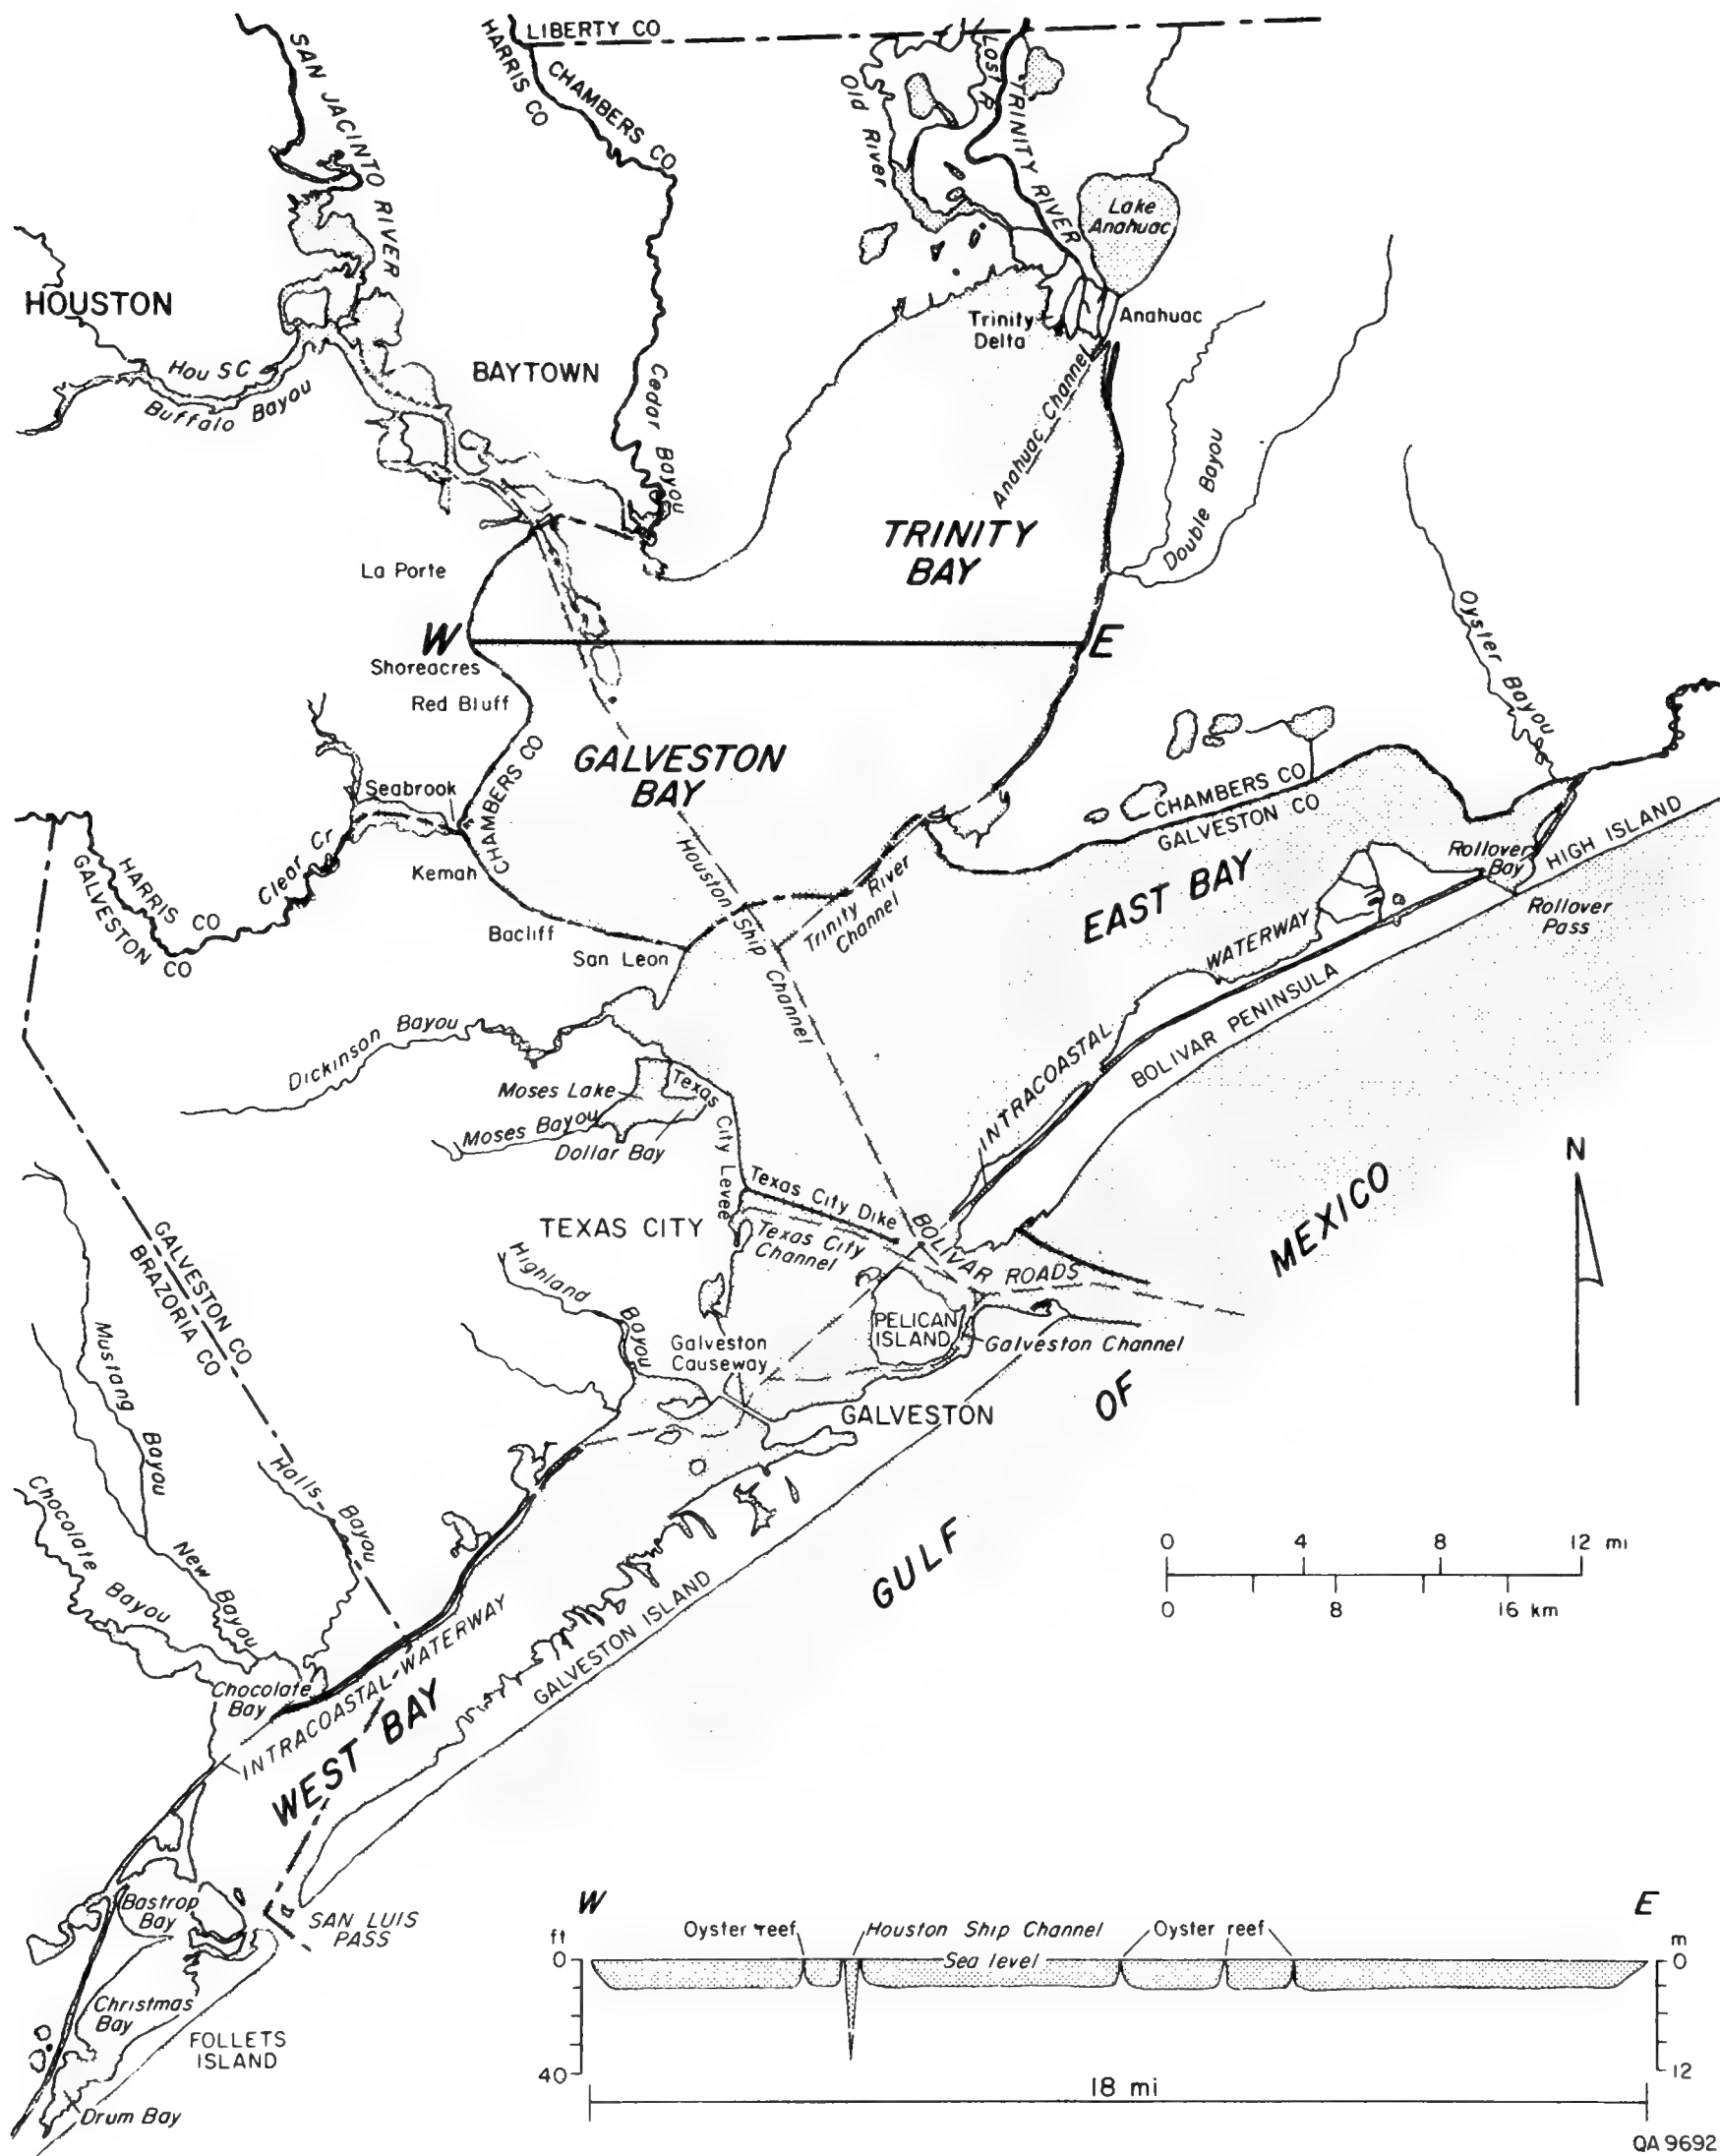 LIBERTY CO
HARRIS CO
CHAMBERS CO
SAN JACINTO RIVER
Old River
Lost R
TRINITY RIVER
Lake
Anahuac
HOUSTON
Hou SC
Buffalo Bayou
BAYTOWN
Cedar Bayou
Trinity
Delta
Anahuac
Anahuac Channel
TRINITY
BAY
Double Bayou
La Porte
W
E
Shoreacres
Red Bluff
Oyster Bayou
GALVESTON
BAY
CHAMBERS CO
Seabrook
Clear Cr
Kemah
HARRIS CO
GALVESTON CO
Bacliff
San Leon
Houston Ship Channel
Trinity River
Channel
CHAMBERS CO
GALVESTON CO
EAST BAY
Rollover
Bay
HIGH ISLAND
Rollover
Pass
INTRACOASTAL WATERWAY
BOLIVAR PENINSULA
Dickinson Bayou
Moses Lake
Moses Bayou
Dollar Bay
Texas City Levee
TEXAS CITY
Texas City Dike
Texas City
Channel
BOLIVAR ROADS
PELICAN
ISLAND
Galveston Channel
Highland Bayou
Galveston
Causeway
GALVESTON
GULF OF MEXICO
N
GALVESTON CO
BRAZORIA CO
Mustang Bayou
Halls Bayou
Chocolate Bayou
New Bayou
Chocolate
Bay
INTRACOASTAL WATERWAY
WEST BAY
GALVESTON ISLAND
0 4 8 12 mi
0 8 16 km
Bastrop
Bay
SAN LUIS
PASS
Christmas
Bay
FOLLETS
ISLAND
Drum Bay
W
E
Oyster reef
Houston Ship Channel
Oyster reef
ft
m
0
Sea level
0
40
12
18 mi
QA 9692